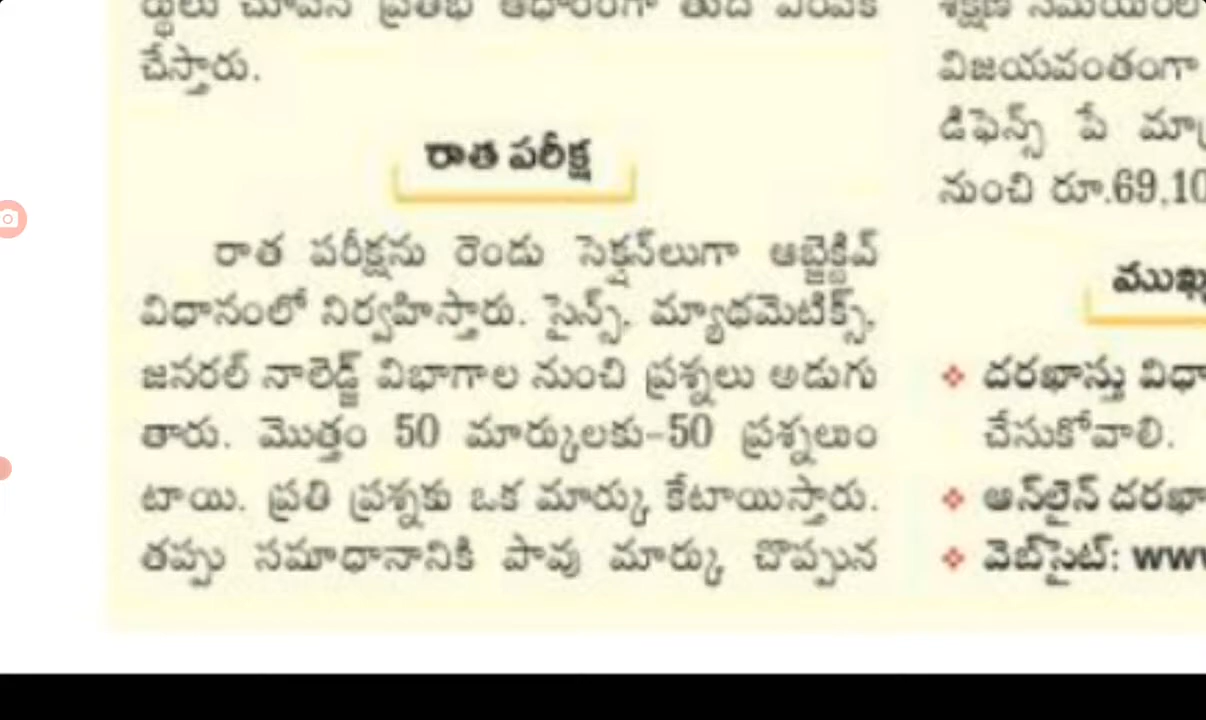 చేస్తారు.
రాత పరీక్ష
రాత పరీక్షను రెండు సెక్షన్‌లుగా ఆబ్జెక్టివ్
విధానంలో నిర్వహిస్తారు. సైన్స్, మ్యాథమెటిక్స్,
జనరల్ నాలెడ్జ్ విభాగాల నుంచి ప్రశ్నలు అడుగు
తారు. మొత్తం 50 మార్కులకు-50 ప్రశ్నలుం
టాయి. ప్రతి ప్రశ్నకు ఒక మార్కు కేటాయిస్తారు.
తప్పు సమాధానానికి పావు మార్కు చొప్పున
విజయవంతంగా
డిఫెన్స్ పే
నుంచి రూ.69,10
దరఖాస్తు
చేసుకోవాలి.
ఆన్‌లైన్
వెబ్‌సైట్: www